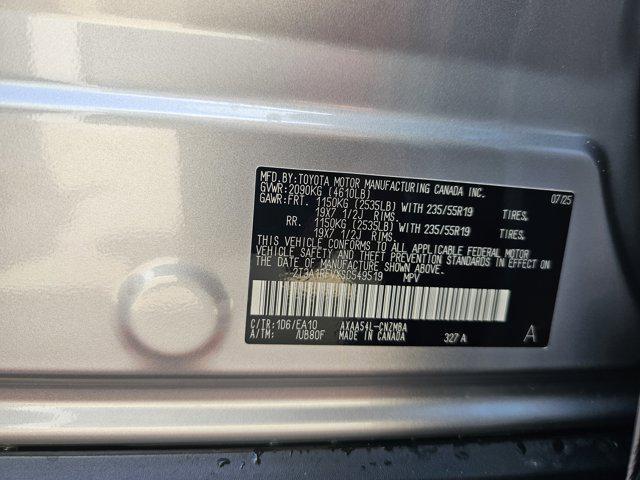 MFD.BY:TOYOTA MOTOR MANUFACTURING CANADA INC. 07/25
GVWR:2090KG (4610LB)
GAWR:FRT. 1150KG (2535LB) WITH 235/55R19 TIRES,
19X7 1/2J RIMS.
RR. 1150KG (2535LB) WITH 235/55R19 TIRES,
19X7 1/2J RIMS.
THIS VEHICLE CONFORMS TO ALL APPLICABLE FEDERAL MOTOR
VEHICLE SAFETY AND THEFT PREVENTION STANDARDS IN EFFECT ON
THE DATE OF MANUFACTURE SHOWN ABOVE.
MPV
C/TR:1D6/EA10 AXAA54L-CNZMBA
A/TM: /UB80F MADE IN CANADA 327 A A